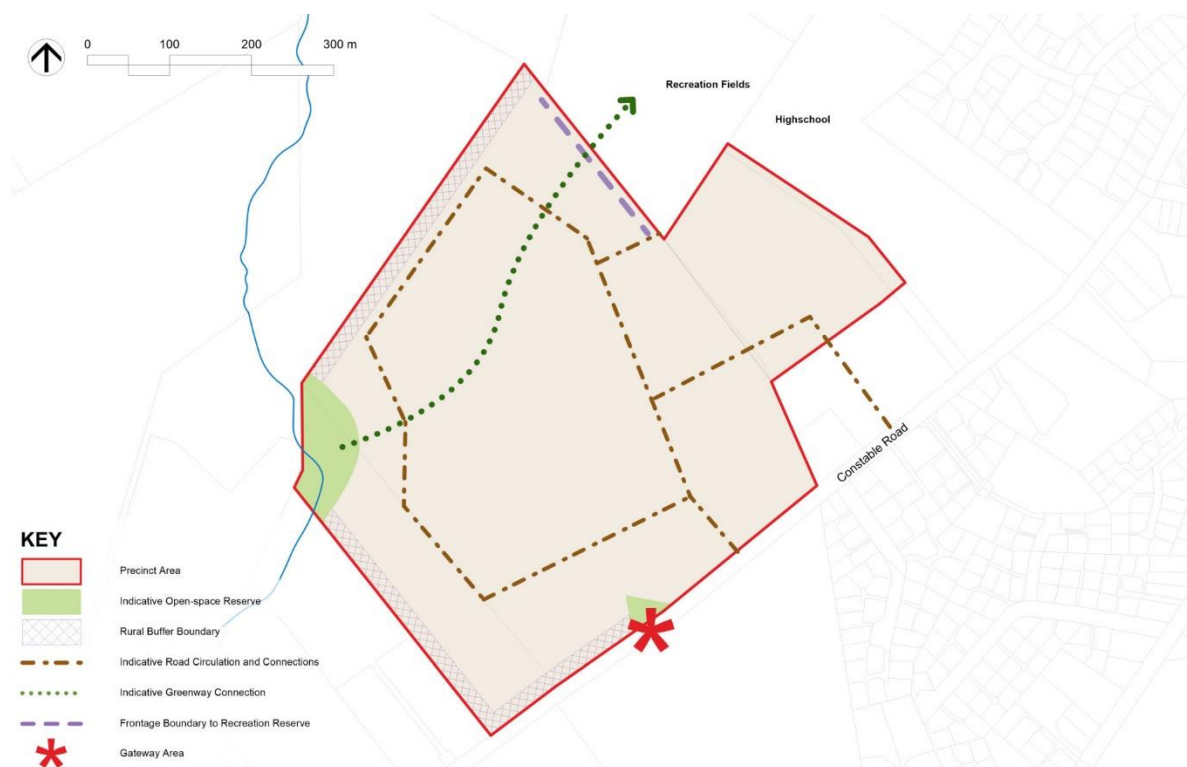 0 100 200 300 m
Recreation Fields
Highschool
Constable Road
KEY
Precinct Area
Indicative Open-space Reserve
Rural Buffer Boundary
Indicative Road Circulation and Connections
Indicative Greenway Connection
Frontage Boundary to Recreation Reserve
Gateway Area